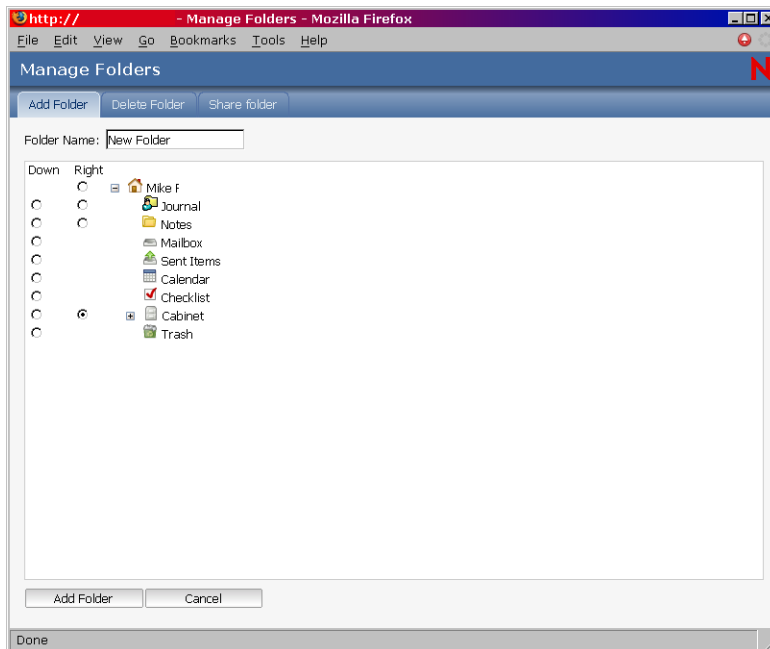 http:// - Manage Folders - Mozilla Firefox
File Edit View Go Bookmarks Tools Help
Manage Folders
N
Add Folder Delete Folder Share folder
Folder Name: New Folder
Down Right
Mike F
Journal
Notes
Mailbox
Sent Items
Calendar
Checklist
Cabinet
Trash
Add Folder Cancel
Done